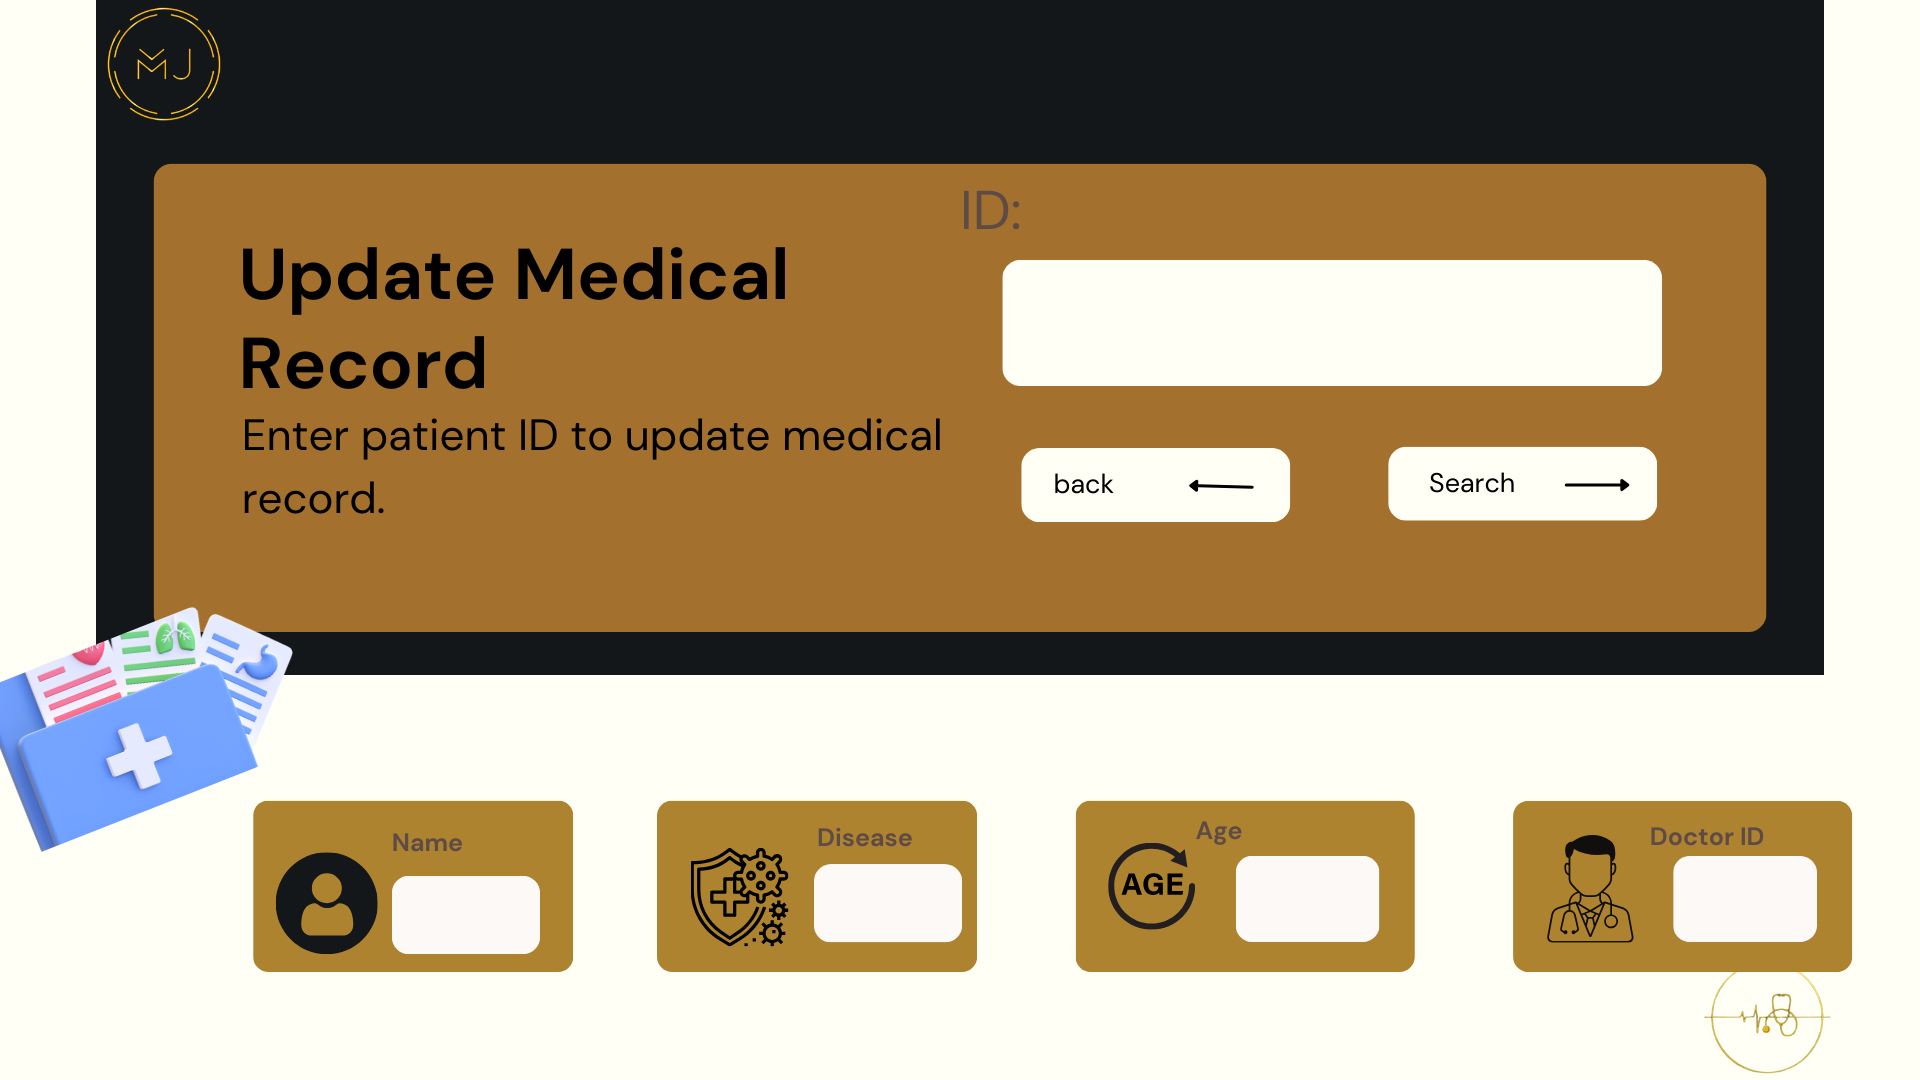 MJ
ID:
Update Medical
Record
Enter patient ID to update medical
record.
back
Search
Name
Disease
Age
Doctor ID
AGE